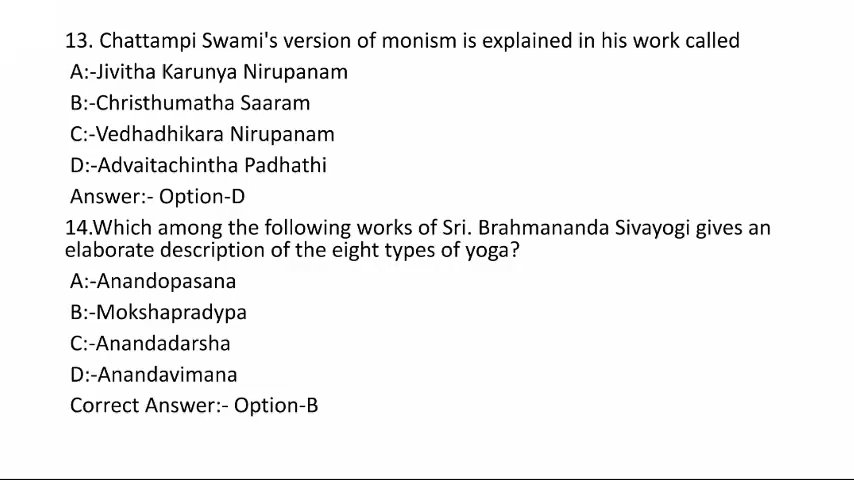 13. Chattampi Swami's version of monism is explained in his work called
A:-Jivitha Karunya Nirupanam
B:-Christhumatha Saaram
C:-Vedhadhikara Nirupanam
D:-Advaitachintha Padhathi
Answer:- Option-D
14.Which among the following works of Sri. Brahmananda Sivayogi gives an
elaborate description of the eight types of yoga?
A:-Anandopasana
B:-Mokshapradypa
C:-Anandadarsha
D:-Anandavimana
Correct Answer:- Option-B